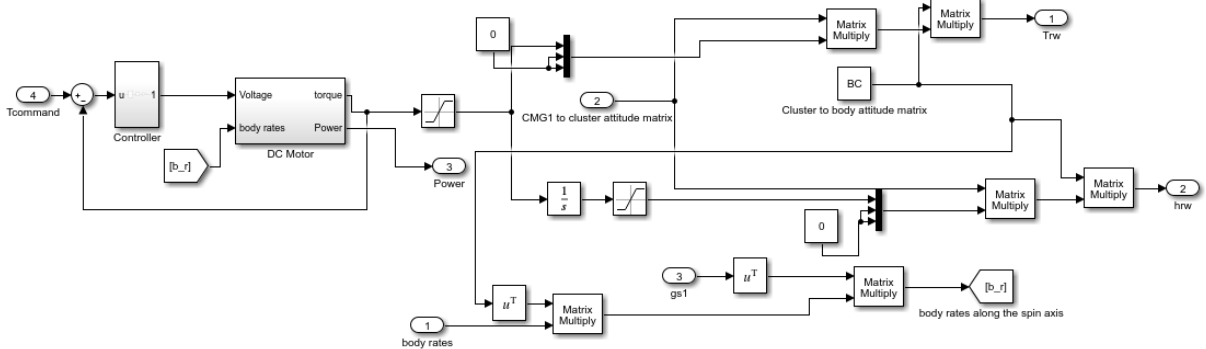 0
Matrix
Multiply
Matrix
Multiply
1
Trw
BC
Cluster to body attitude matrix
2
CMG1 to cluster attitude matrix
4
Tcommand
+
−
u
1
Controller
Voltage
torque
body rates
Power
DC Motor
[b_r]
3
Power
1
s
0
Matrix
Multiply
Matrix
Multiply
2
hrw
3
gs1
uT
Matrix
Multiply
[b_r]
body rates along the spin axis
uT
Matrix
Multiply
1
body rates